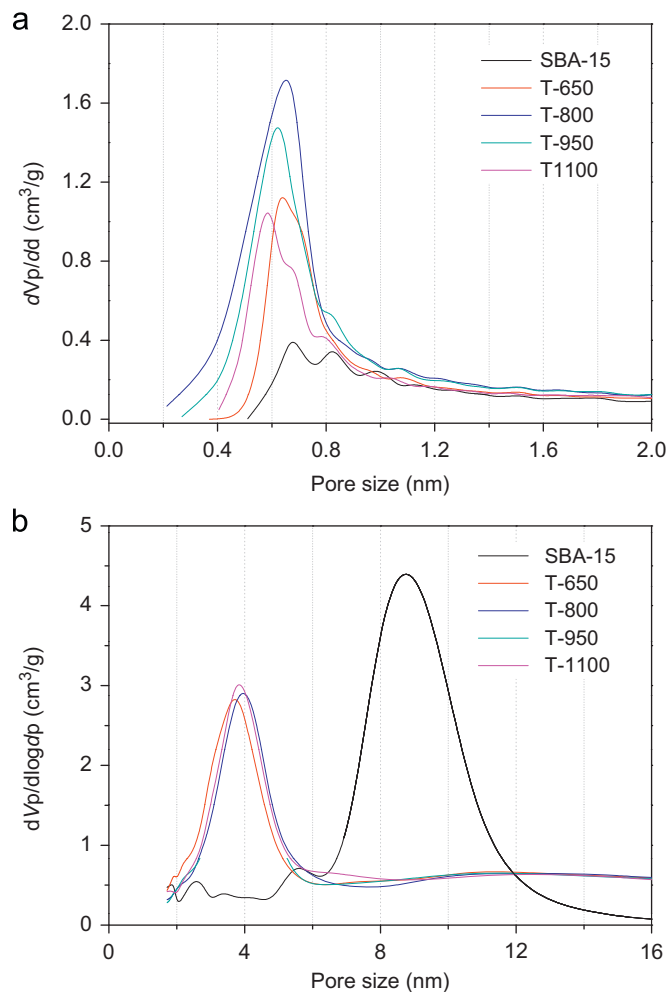 a
2.0
1.6
1.2
0.8
0.4
0.0
dVp/dd (cm³/g)
SBA-15
T-650
T-800
T-950
T1100
0.0 0.4 0.8 1.2 1.6 2.0
Pore size (nm)
b
5
4
3
2
1
0
dVp/dlogdp (cm³/g)
SBA-15
T-650
T-800
T-950
T-1100
0 4 8 12 16
Pore size (nm)